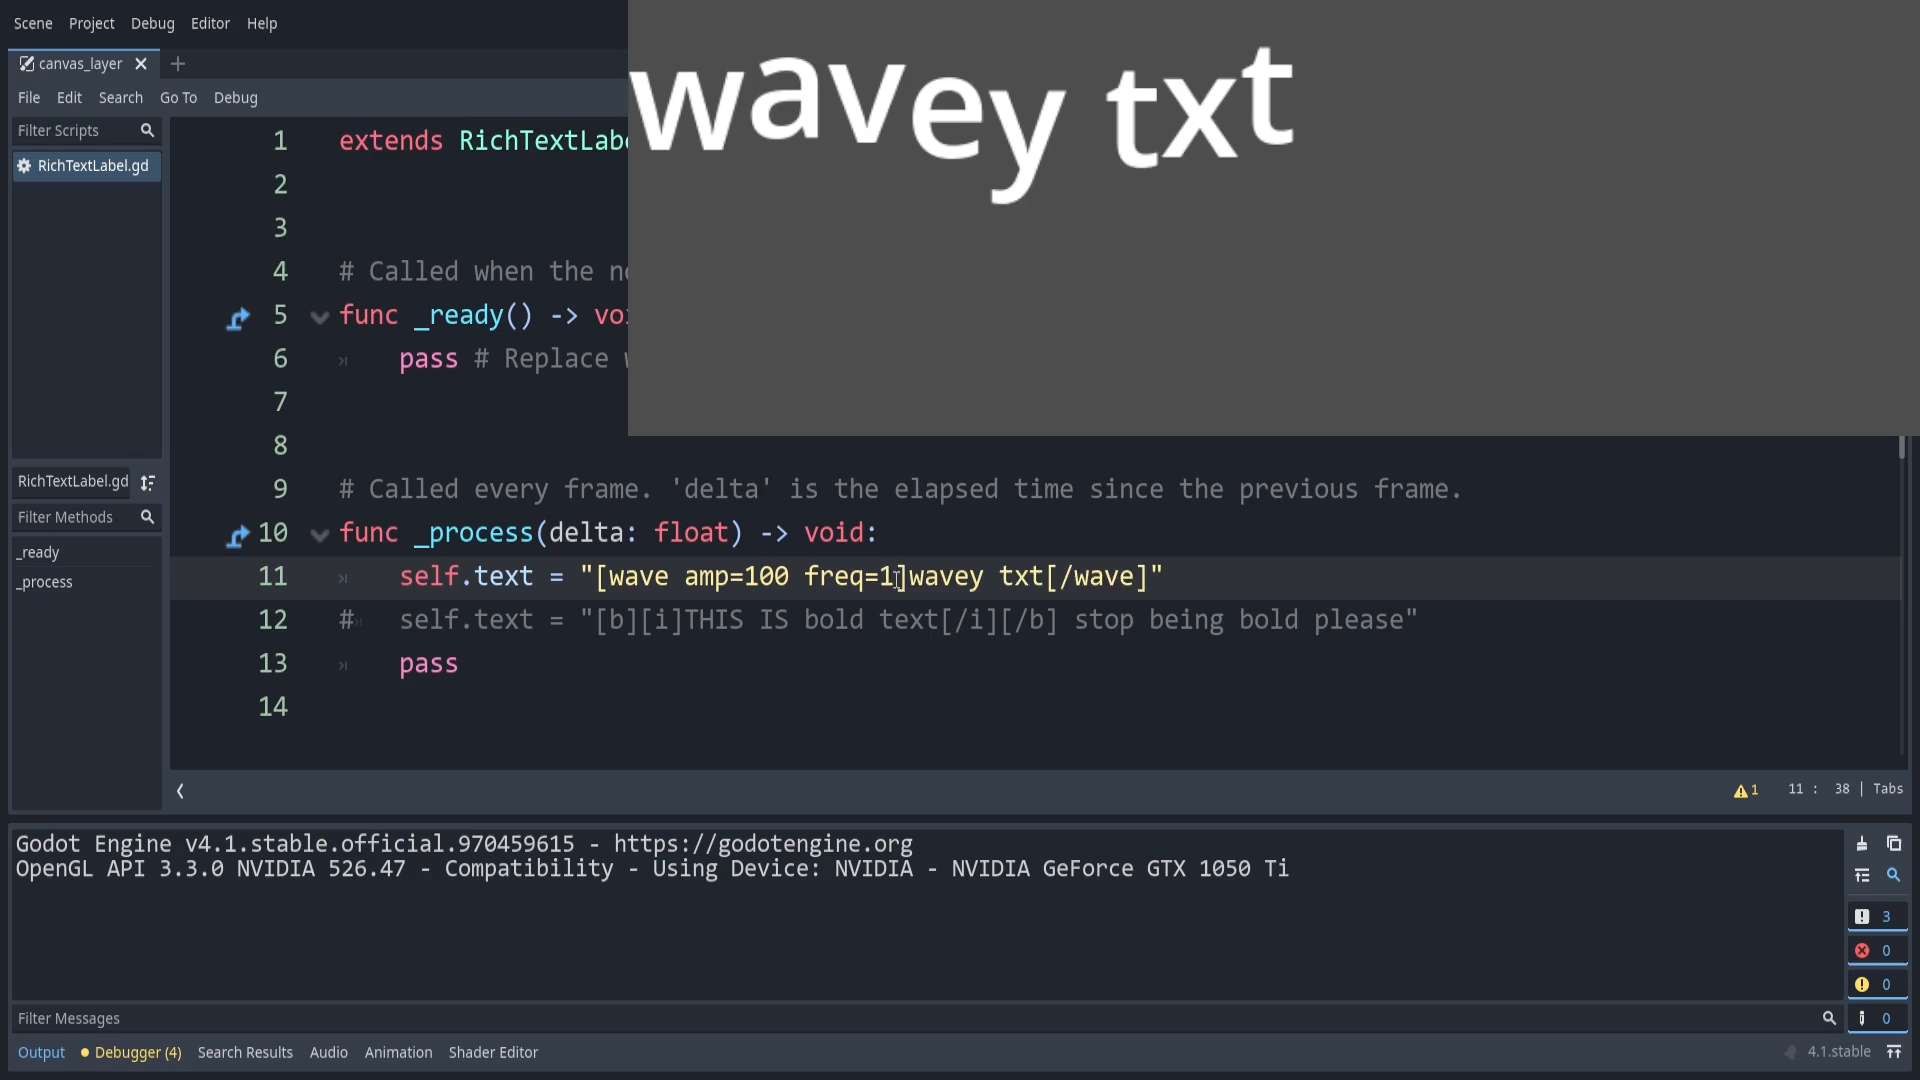 Scene Project Debug Editor Help
wavey txt
canvas_layer
File Edit Search Go To Debug
Filter Scripts
RichTextLabel.gd
1 extends RichTextLabe
2
3
4 # Called when the
5 func _ready() -> voi
6 pass # Replace
7
8
9 # Called every frame. 'delta' is the elapsed time since the previous frame.
10 func _process(delta: float) -> void:
11 self.text = "[wave amp=100 freq=1]wavey txt[/wave]"
12 # self.text = "[b][i]THIS IS bold text[/i][/b] stop being bold please"
13 pass
14
RichTextLabel.gd
Filter Methods
_ready
_process
1 11 : 38 | Tabs
Godot Engine v4.1.stable.official.970459615 - https://godotengine.org
OpenGL API 3.3.0 NVIDIA 526.47 - Compatibility - Using Device: NVIDIA - NVIDIA GeForce GTX 1050 Ti
3
0
0
0
Filter Messages
Output Debugger (4) Search Results Audio Animation Shader Editor 4.1.stable